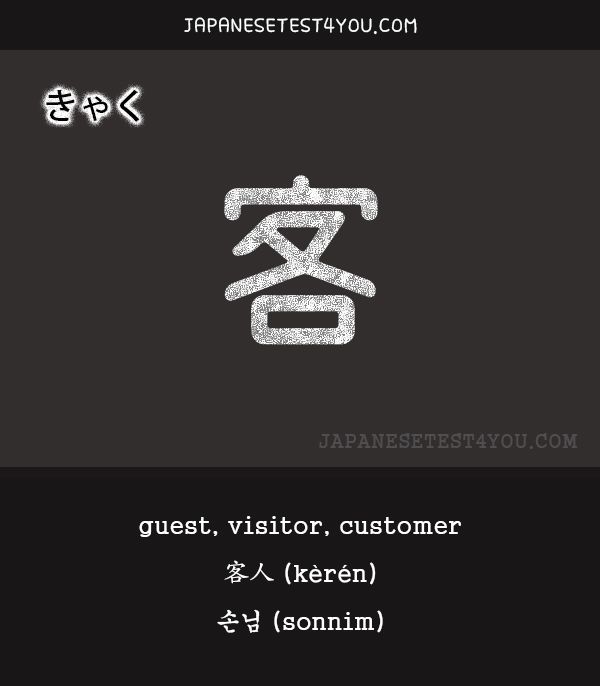 JAPANESETEST4YOU.COM
きゃく
客
JAPANESETEST4YOU.COM
guest, visitor, customer
客人 (kèrén)
손님 (sonnim)